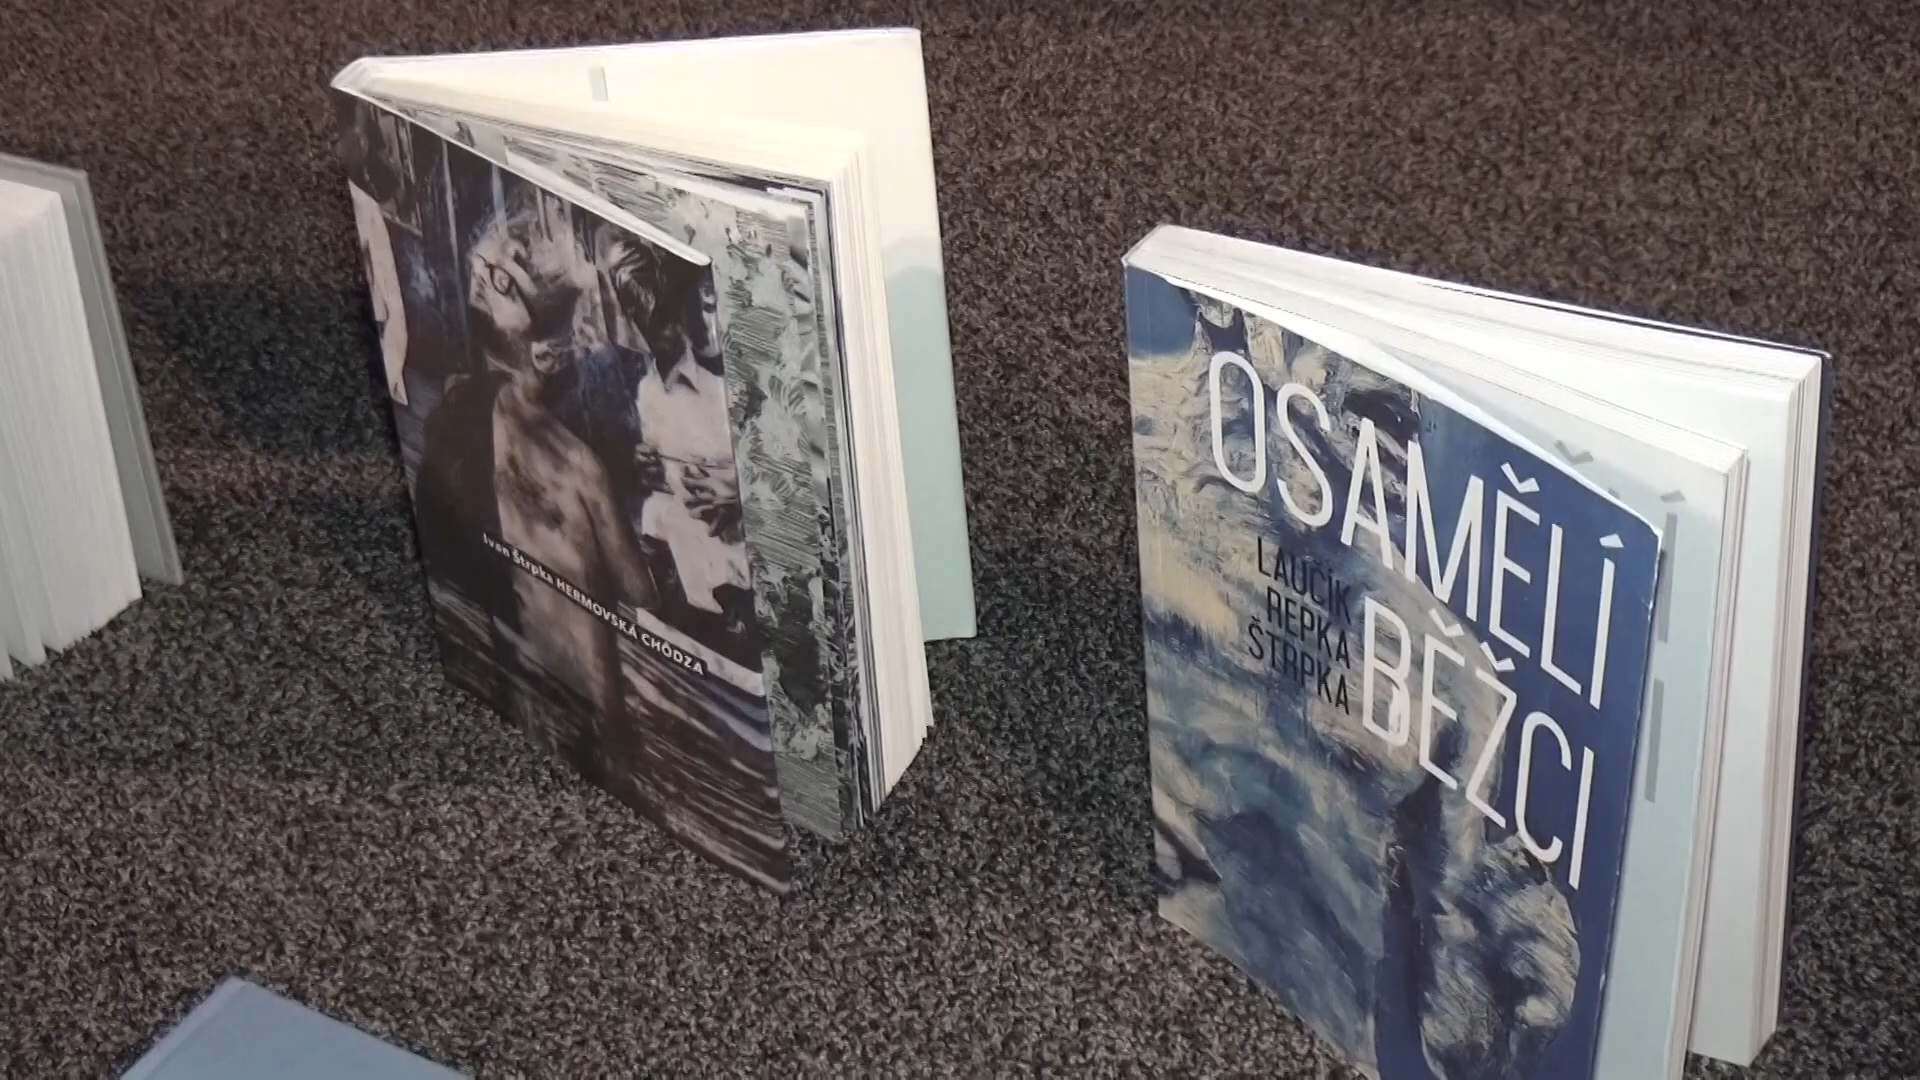 Ivan Štrpka HERMOVSKÁ CHÔDZA
OSAMĚLÍ
BĚŽCI
LAUČÍK
REPKA
ŠTRPKA